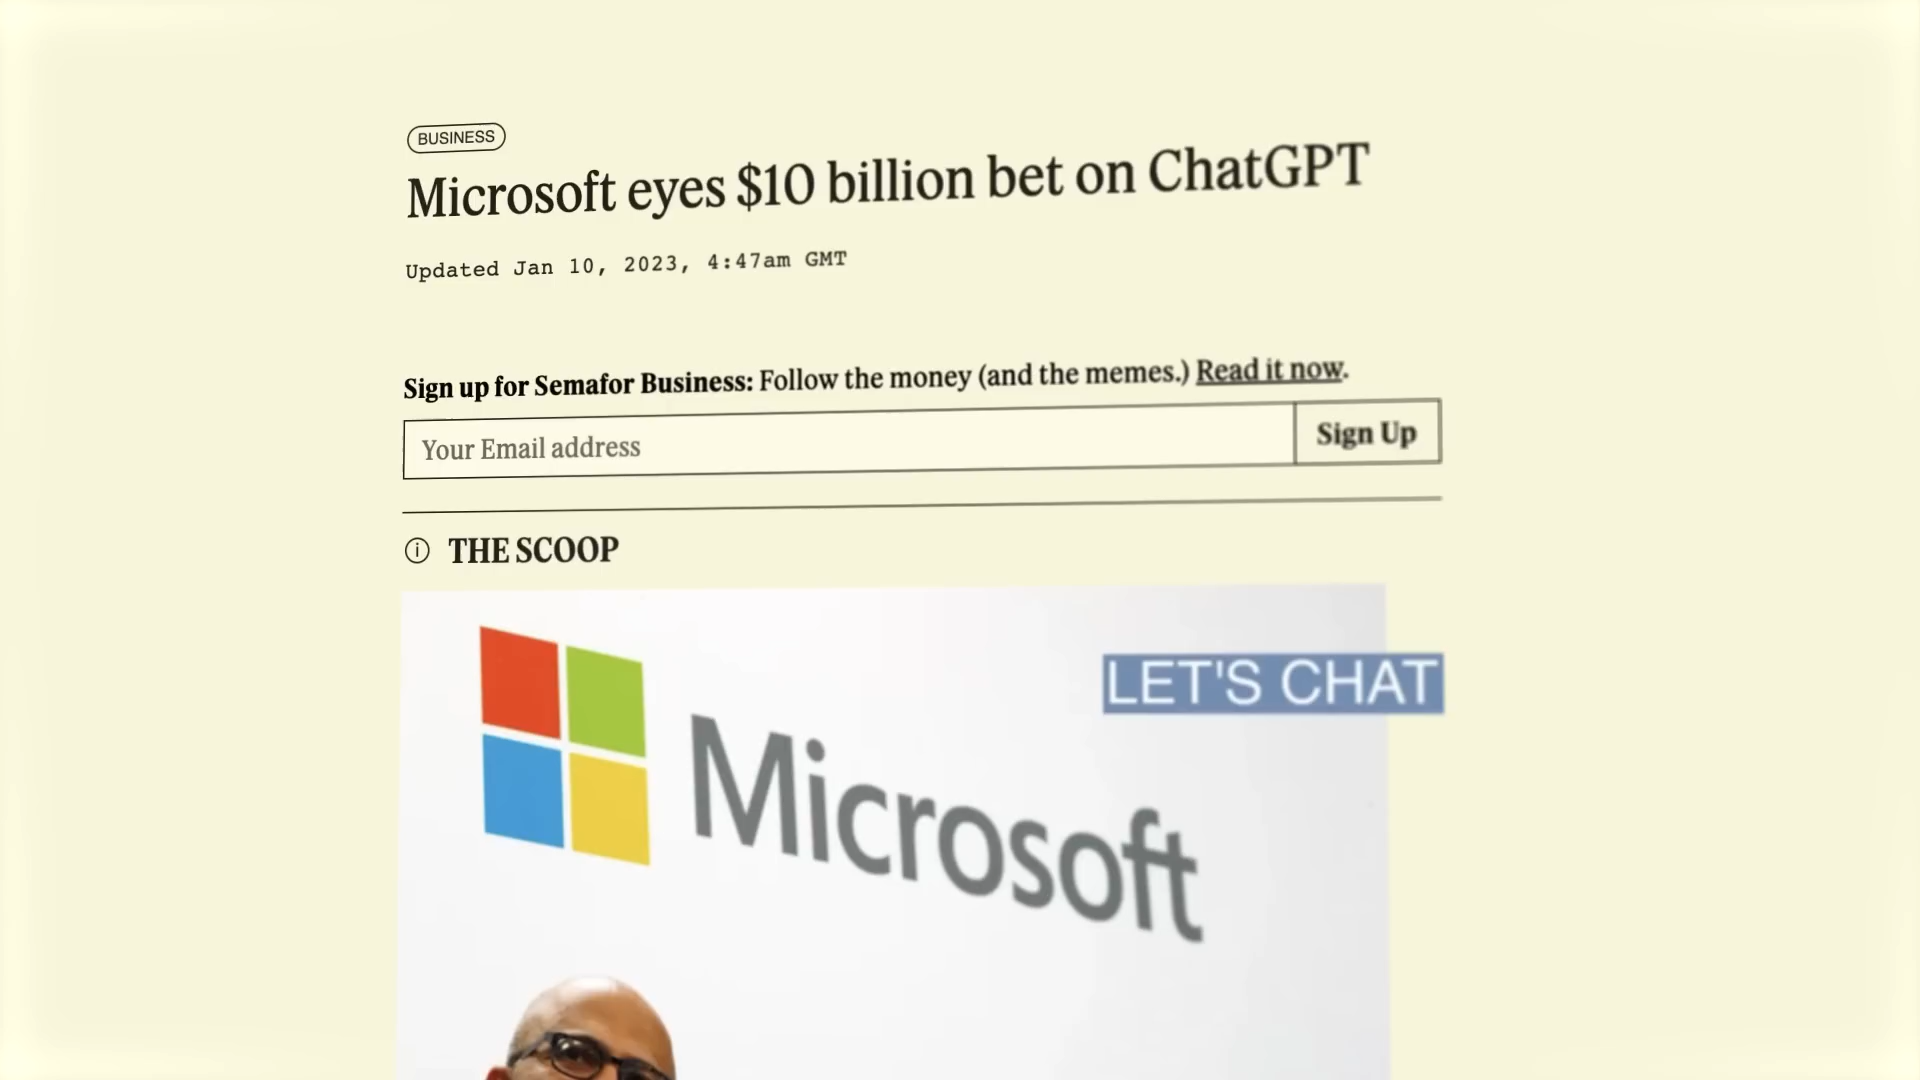 BUSINESS
Microsoft eyes $10 billion bet on ChatGPT
Updated Jan 10, 2023, 4:47am GMT
Sign up for Semafor Business: Follow the money (and the memes.) Read it now.
Your Email address
Sign Up
THE SCOOP
LET'S CHAT
Microsoft